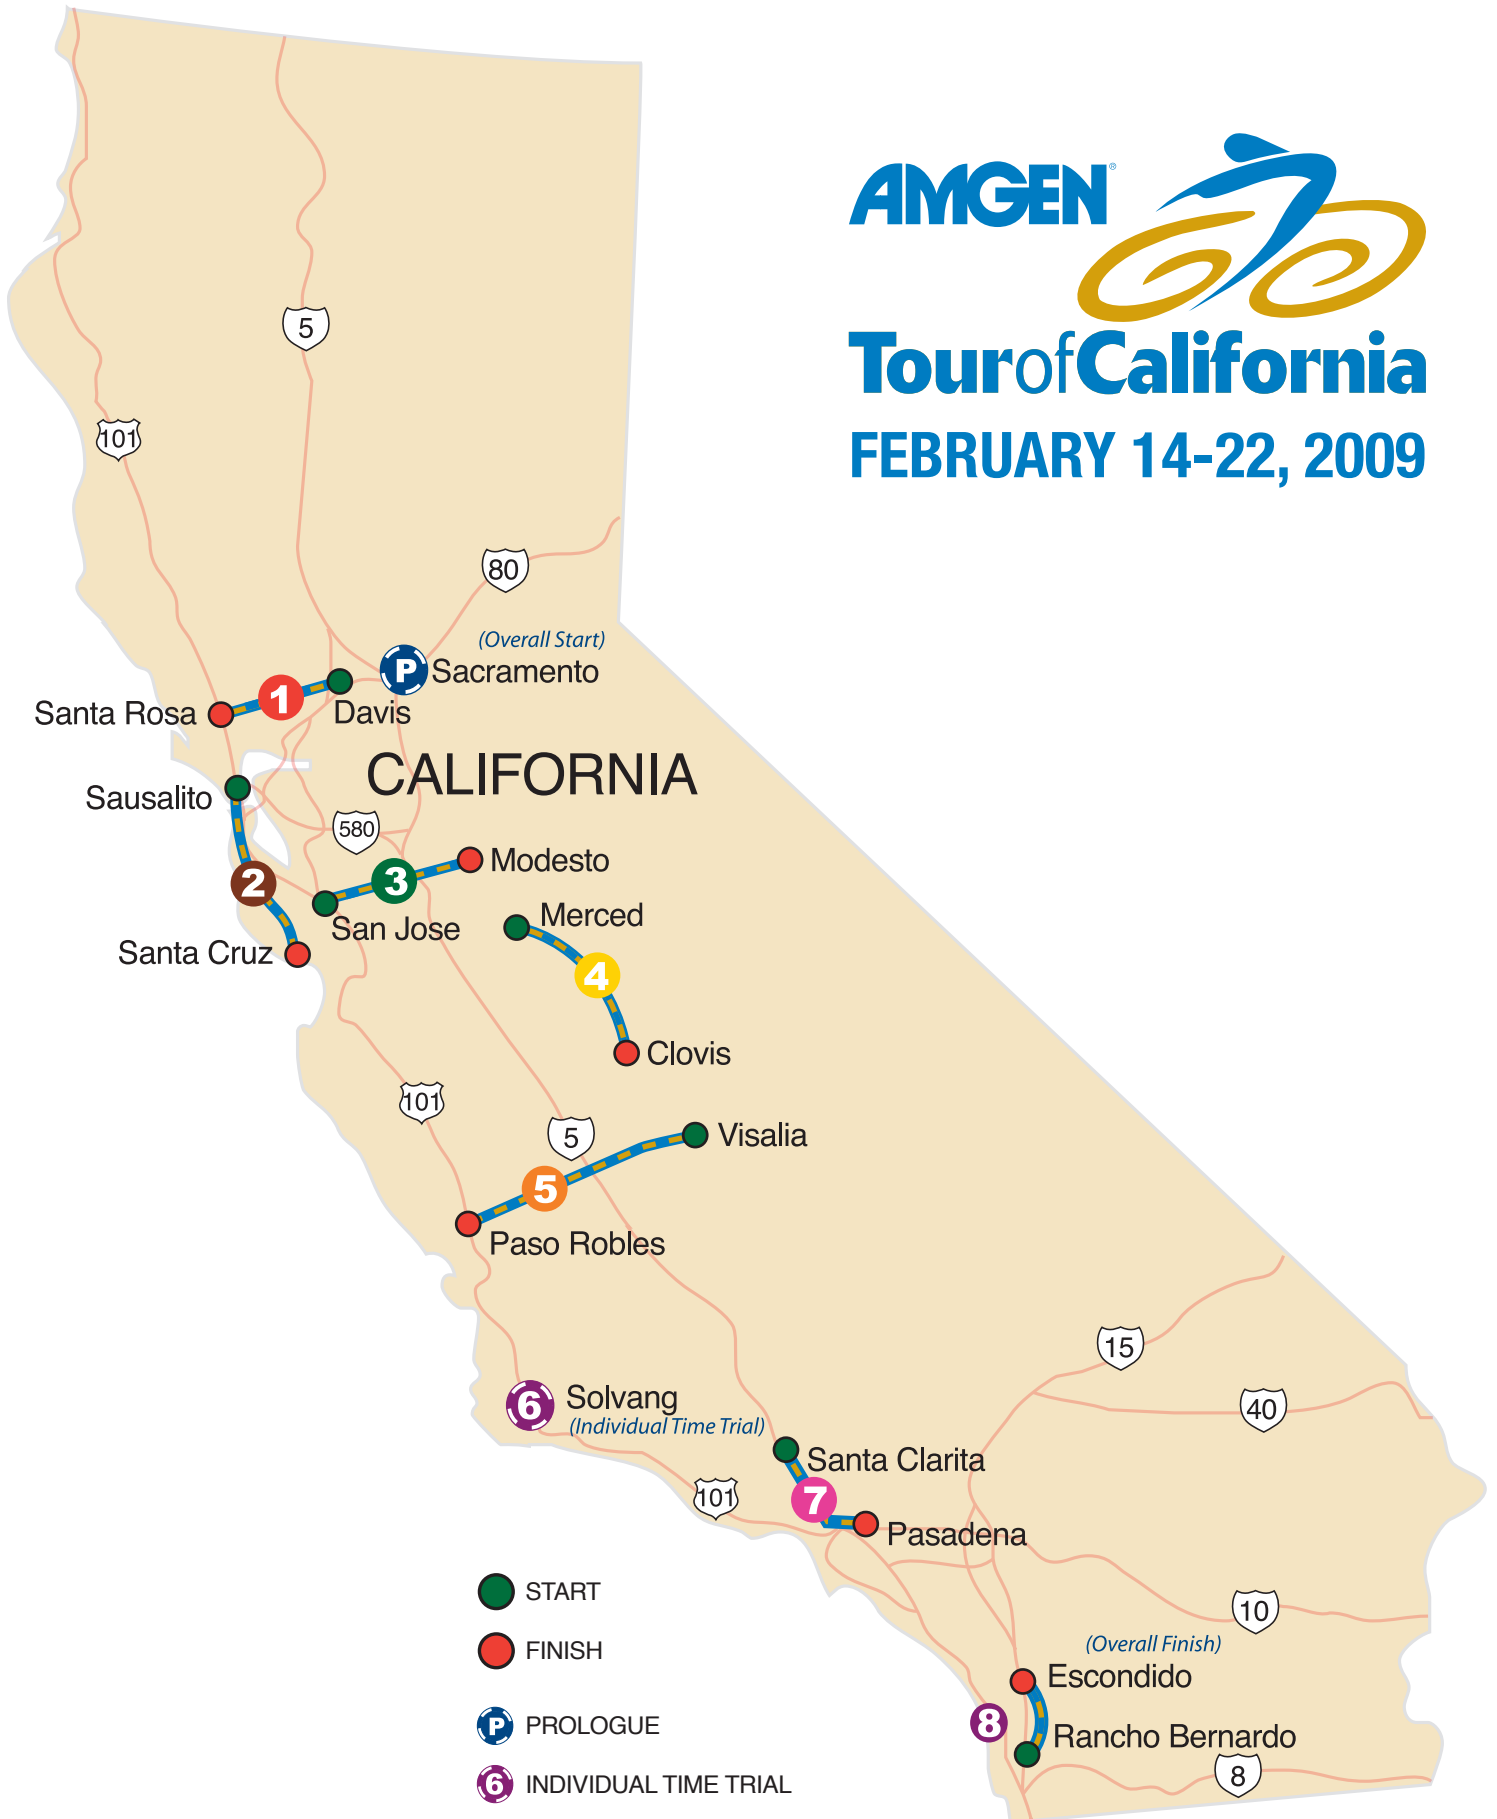 AMGEN®
TourofCalifornia
FEBRUARY 14-22, 2009
5
101
80
(Overall Start)
P Sacramento
Santa Rosa
1
Davis
CALIFORNIA
Sausalito
580
2
3
Modesto
San Jose
Merced
Santa Cruz
4
Clovis
101
5
Visalia
5
Paso Robles
15
6 Solvang
(Individual Time Trial)
40
Santa Clarita
101
7
Pasadena
START
FINISH
P PROLOGUE
6 INDIVIDUAL TIME TRIAL
10
(Overall Finish)
Escondido
8
Rancho Bernardo
8